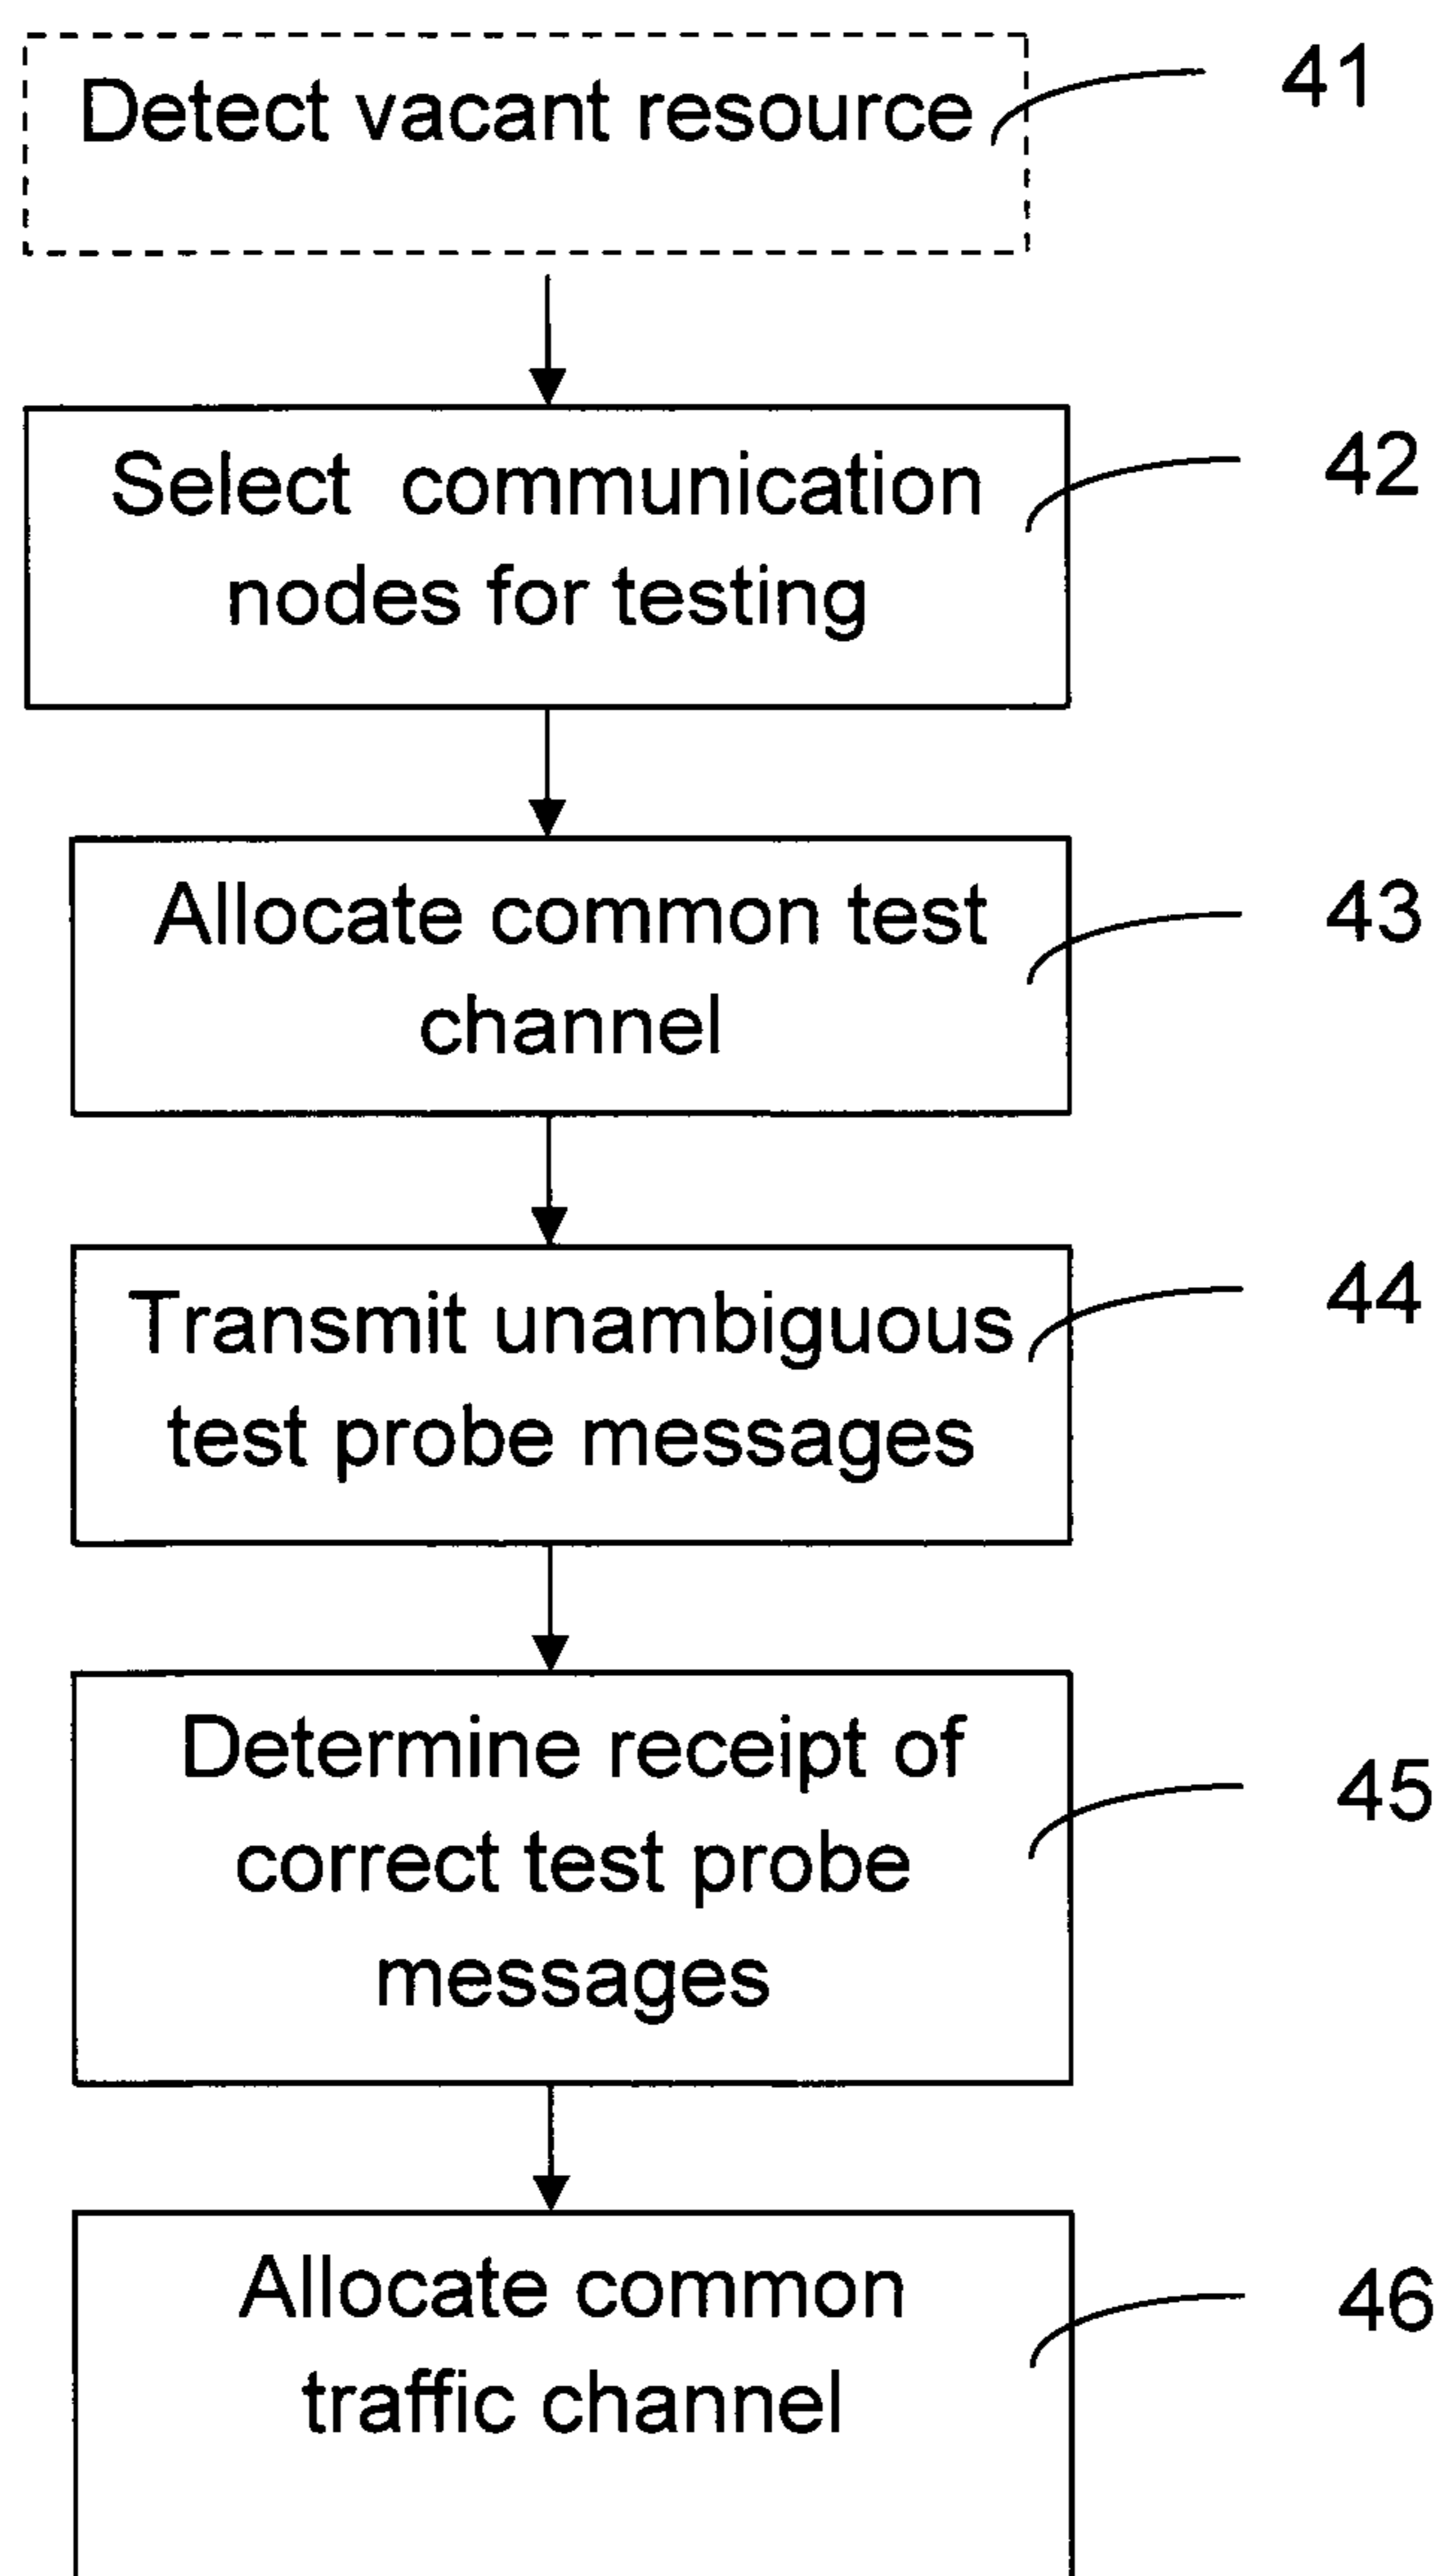 Detect vacant resource
41
Select communication
nodes for testing
42
Allocate common test
channel
43
Transmit unambiguous
test probe messages
44
Determine receipt of
correct test probe
messages
45
Allocate common
traffic channel
46